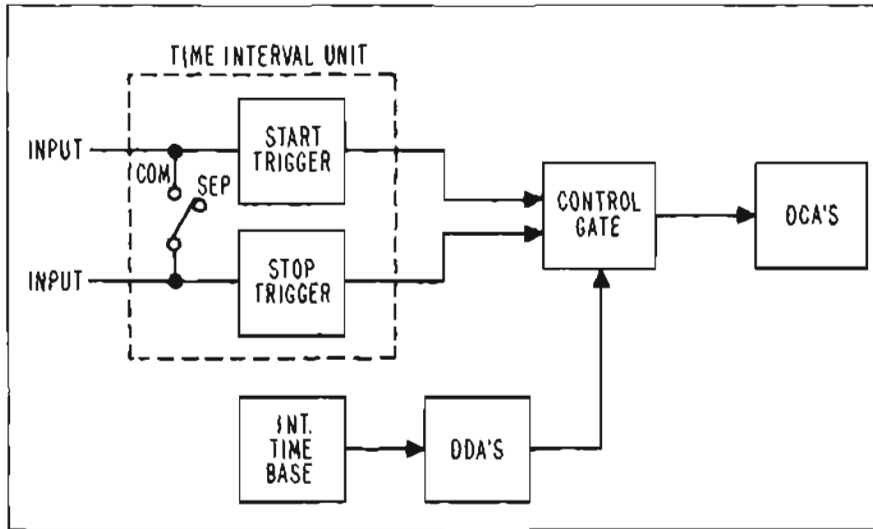 TIME INTERVAL UNIT
INPUT
COM
SEP
START
TRIGGER
INPUT
STOP
TRIGGER
CONTROL
GATE
DCA'S
INT.
TIME
BASE
DDA'S